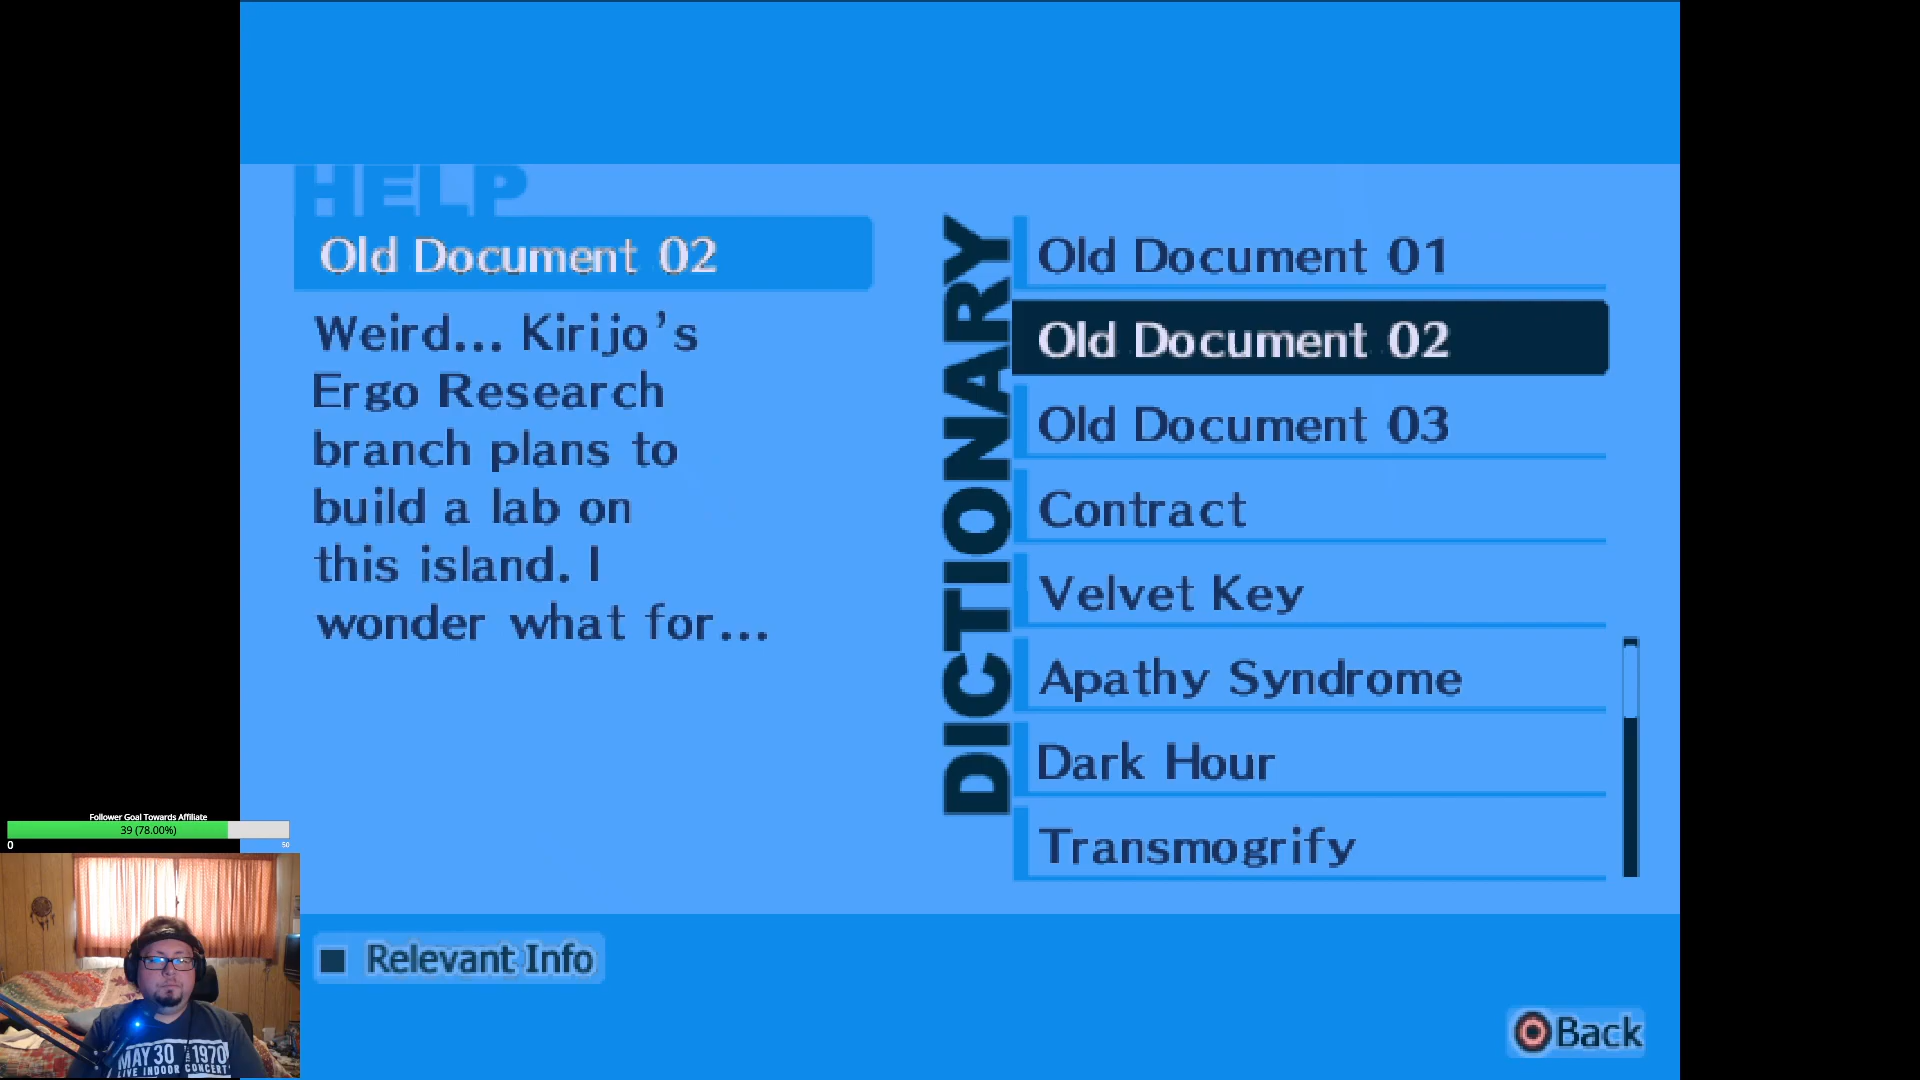 HELP
Old Document 02
Weird... Kirijo's
Ergo Research
branch plans to
build a lab on
this island. I
wonder what for...
DICTIONARY
Old Document 01
Old Document 02
Old Document 03
Contract
Velvet Key
Apathy Syndrome
Dark Hour
Transmogrify
Relevant Info
Back
Follower Goal Towards Affiliate
39 (78.00%)
0
50
MAY 30 1970
LIVE INDOOR CONCERT